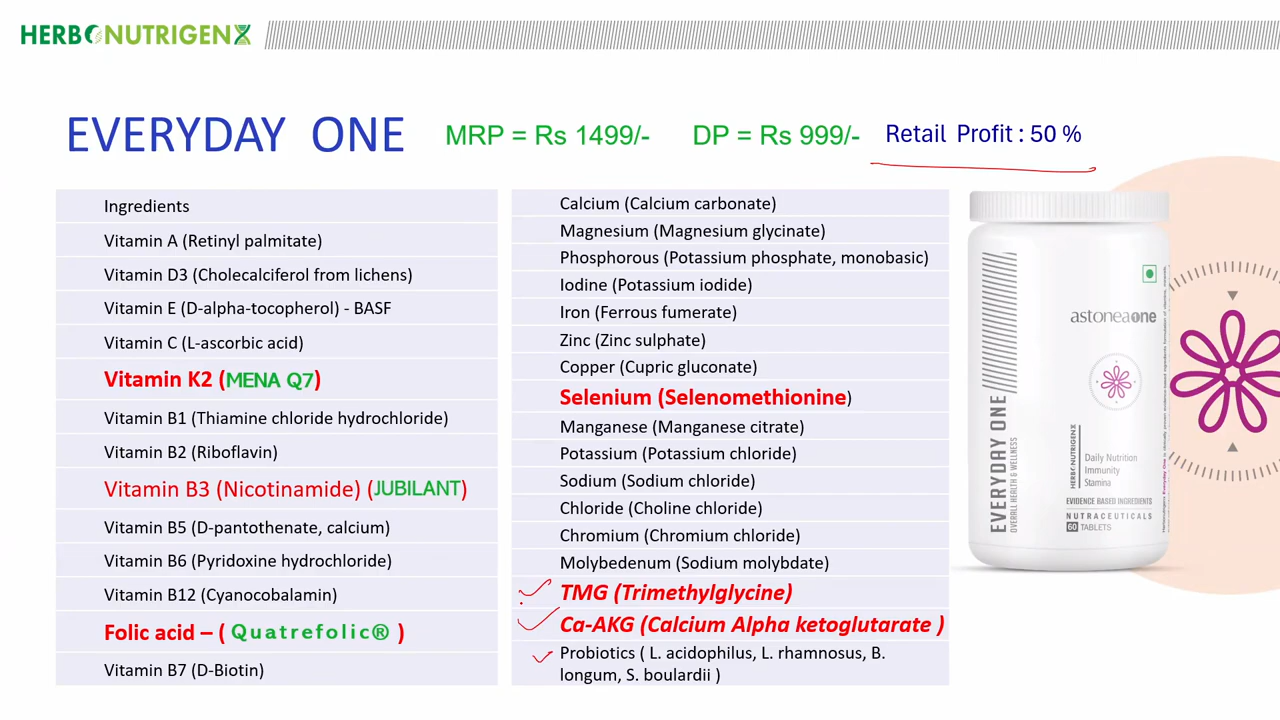 HERBONUTRIGENX
EVERYDAY ONE
MRP = Rs 1499/-
DP = Rs 999/-
Retail Profit : 50 %
Ingredients
Vitamin A (Retinyl palmitate)
Vitamin D3 (Cholecalciferol from lichens)
Vitamin E (D-alpha-tocopherol) - BASF
Vitamin C (L-ascorbic acid)
Vitamin K2 (MENA Q7)
Vitamin B1 (Thiamine chloride hydrochloride)
Vitamin B2 (Riboflavin)
Vitamin B3 (Nicotinamide) (JUBILANT)
Vitamin B5 (D-pantothenate, calcium)
Vitamin B6 (Pyridoxine hydrochloride)
Vitamin B12 (Cyanocobalamin)
Folic acid – ( Quatrefolic® )
Vitamin B7 (D-Biotin)
Calcium (Calcium carbonate)
Magnesium (Magnesium glycinate)
Phosphorous (Potassium phosphate, monobasic)
Iodine (Potassium iodide)
Iron (Ferrous fumerate)
Zinc (Zinc sulphate)
Copper (Cupric gluconate)
Selenium (Selenomethionine)
Manganese (Manganese citrate)
Potassium (Potassium chloride)
Sodium (Sodium chloride)
Chloride (Choline chloride)
Chromium (Chromium chloride)
Molybedenum (Sodium molybdate)
TMG (Trimethylglycine)
Ca-AKG (Calcium Alpha ketoglutarate )
Probiotics ( L. acidophilus, L. rhamnosus, B.
longum, S. boulardii )
astoneaone
EVERYDAY ONE
OVERALL HEALTH & WELLNESS
HERBONUTRIGENX
Daily Nutrition
Immunity
Stamina
EVIDENCE BASED INGREDIENTS
NUTRACEUTICALS
60 TABLETS